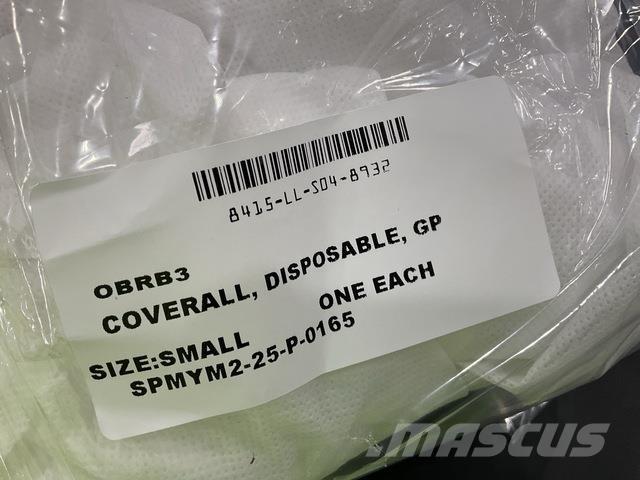 8415-LL-S04-8932
OBRB3
COVERALL, DISPOSABLE, GP
ONE EACH
SIZE:SMALL
SPMYM2-25-P-0165
MASCUS